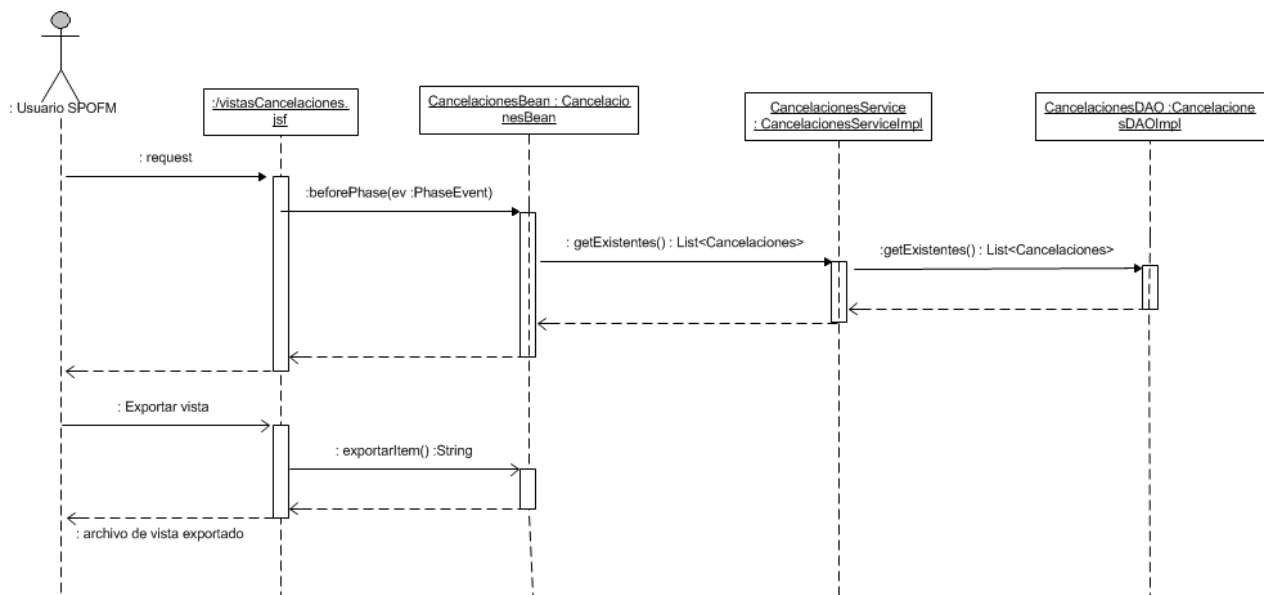 : Usuario SPOFM
:/vistasCancelaciones.
jsf
CancelacionesBean : Cancelacio
nesBean
CancelacionesService
: CancelacionesServiceImpl
CancelacionesDAO :Cancelacione
sDAOImpl
: request
:beforePhase(ev :PhaseEvent)
: getExistentes() : List<Cancelaciones>
:getExistentes() : List<Cancelaciones>
: Exportar vista
: exportarItem() :String
: archivo de vista exportado